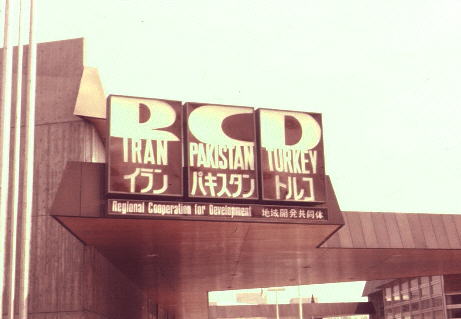 R C D
IRAN PAKISTAN TURKEY
イラン パキスタン トルコ
Regional Cooperation for Development 地域開発共同体